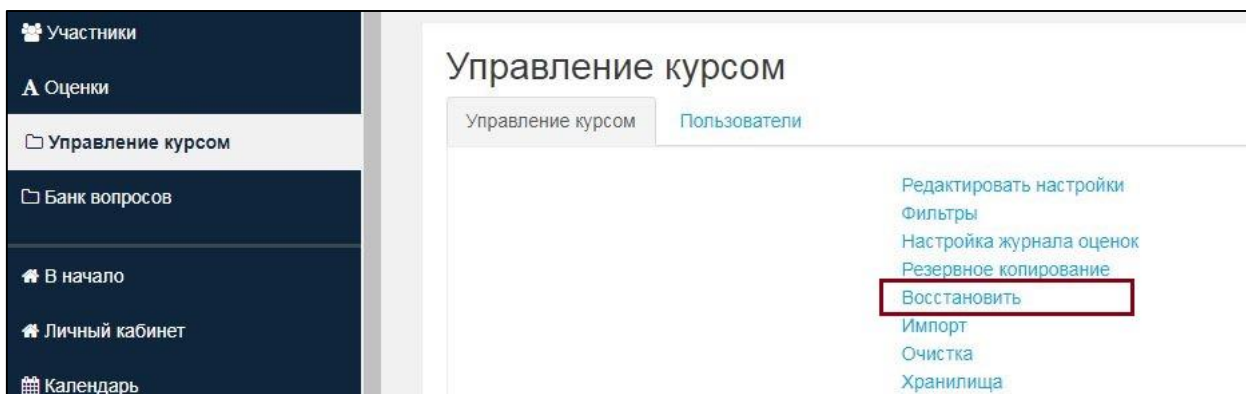 Участники
А Оценки
Управление курсом
Банк вопросов
В начало
Личный кабинет
Календарь
Управление курсом
Управление курсом
Пользователи
Редактировать настройки
Фильтры
Настройка журнала оценок
Резервное копирование
Восстановить
Импорт
Очистка
Хранилища